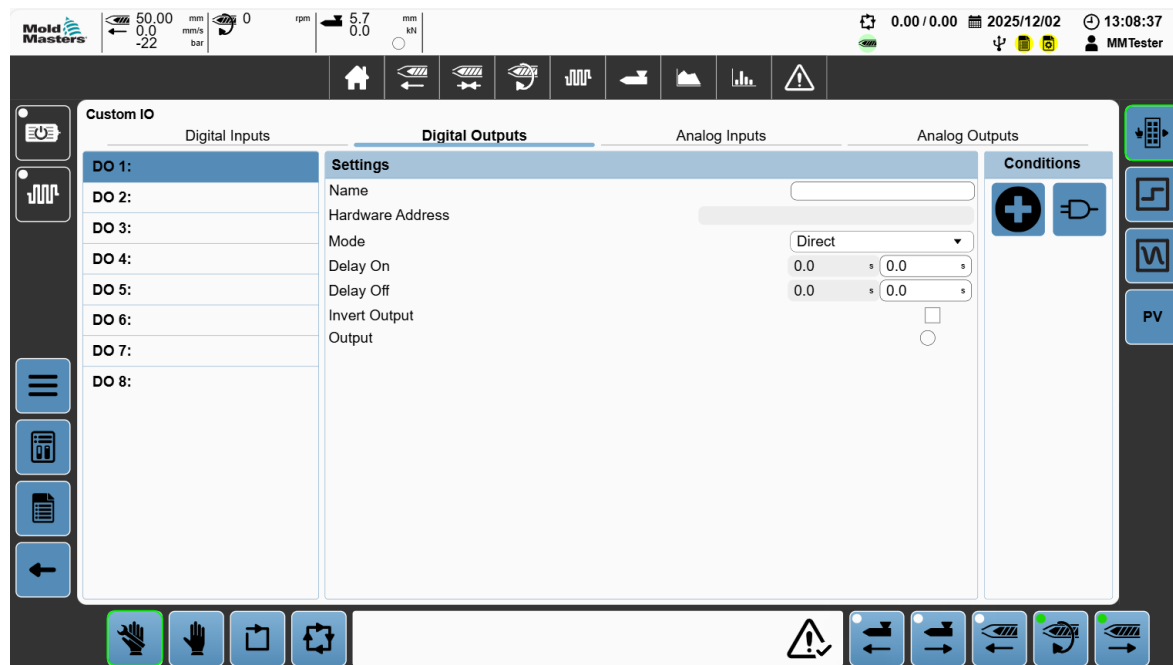 Mold
Masters
50.00 mm
0.0 mm/s
-22 bar
0 rpm
5.7 mm
0.0 kN
0.00 / 0.00
2025/12/02
13:08:37
MMTester
Custom IO
Digital Inputs
Digital Outputs
Analog Inputs
Analog Outputs
DO 1:
DO 2:
DO 3:
DO 4:
DO 5:
DO 6:
DO 7:
DO 8:
Settings
Name
Hardware Address
Mode Direct
Delay On 0.0 s 0.0 s
Delay Off 0.0 s 0.0 s
Invert Output
Output
Conditions
PV